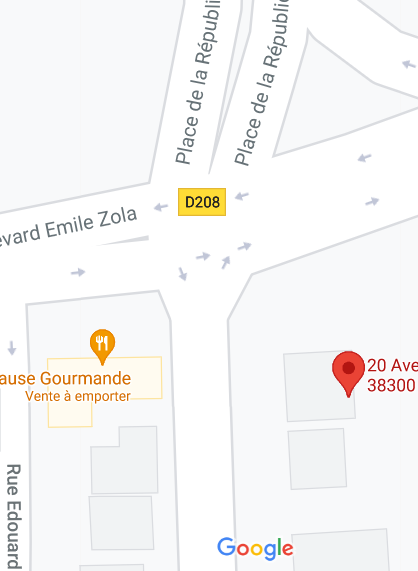 Place de la Républi
Place de la Républi
D208
evard Emile Zola
ause Gourmande
Vente à emporter
20 Ave
38300
Rue Edouard
Google